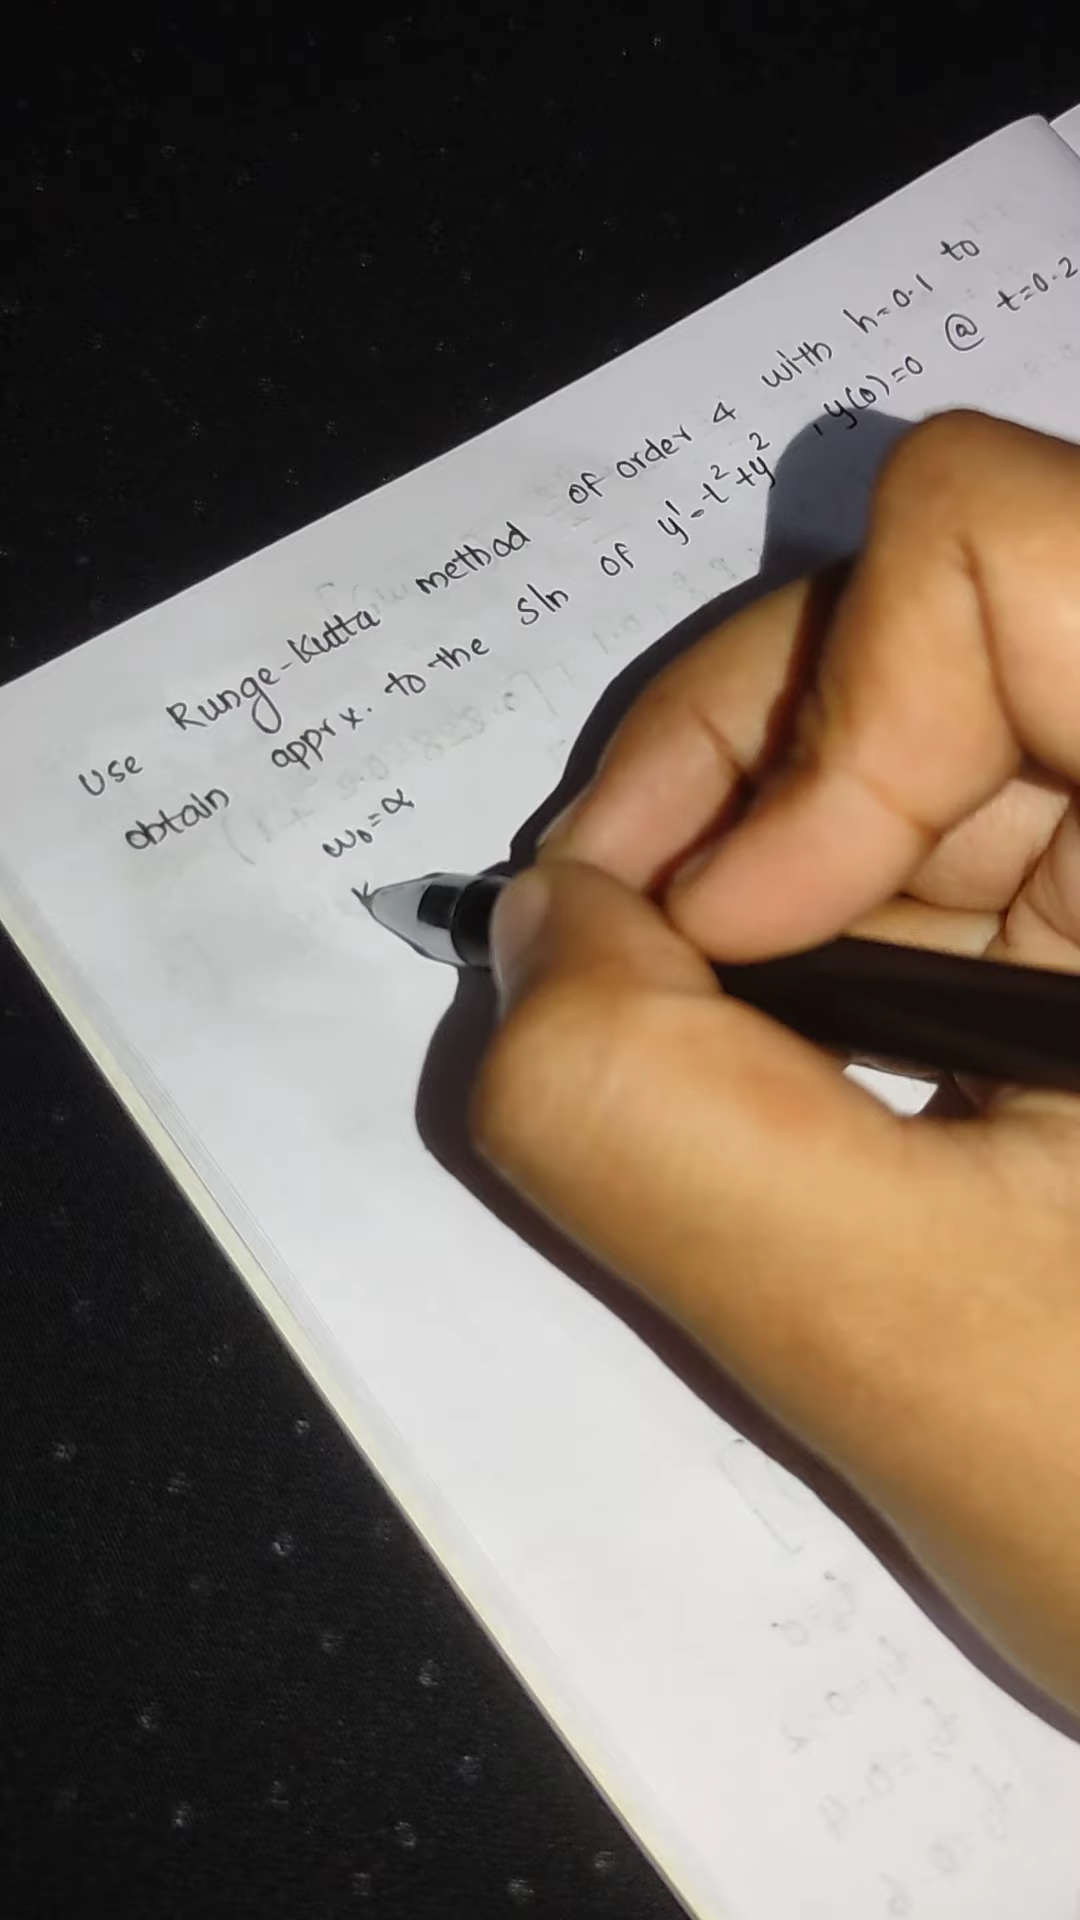 Use Runge-Kutta method of order 4 with h=0.1 to
obtain apprx. to the sln of y'=t²+y², y(0)=0 @ t=0.2
w₀=α
K